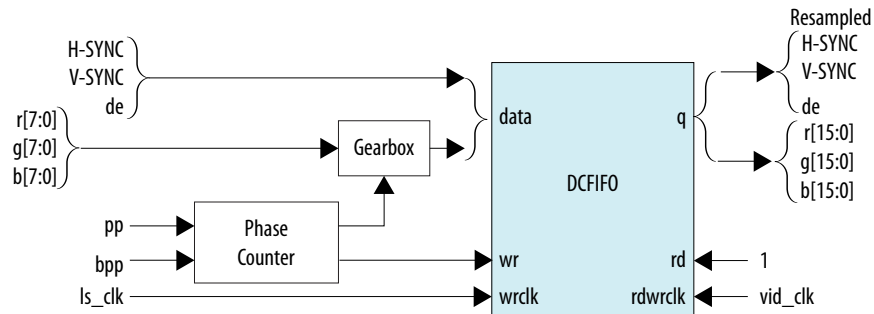 H-SYNC
V-SYNC
de
r[7:0]
g[7:0]
b[7:0]
Gearbox
pp
bpp
Phase
Counter
ls_clk
data
q
DCFIFO
wr
rd
wrclk
rdwrclk
Resampled
H-SYNC
V-SYNC
de
r[15:0]
g[15:0]
b[15:0]
1
vid_clk